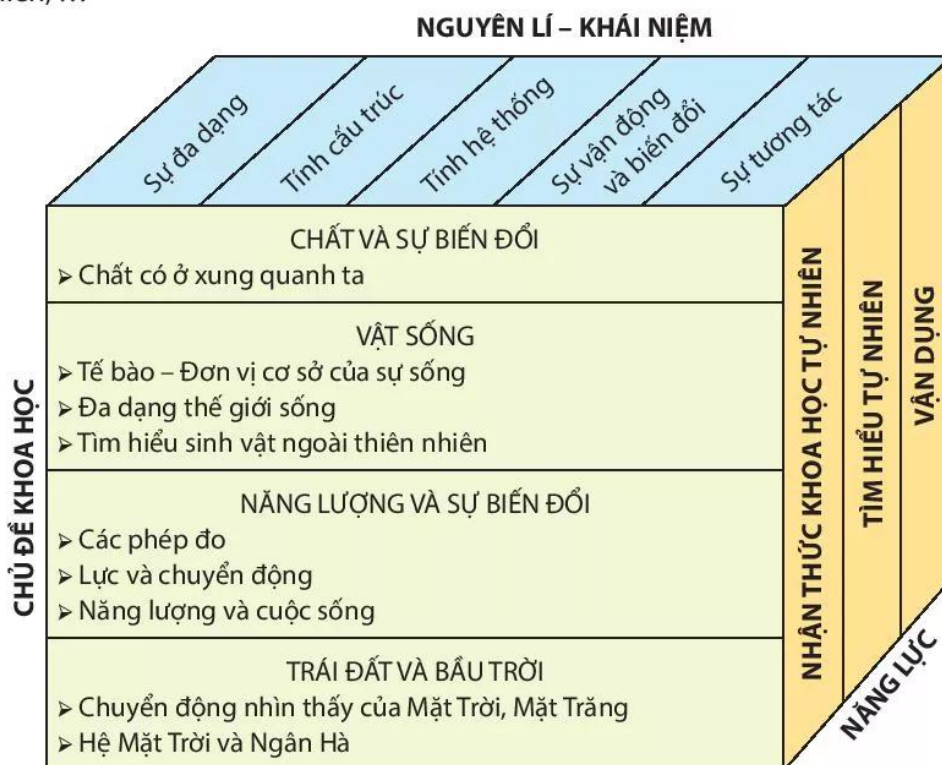 NGUYÊN LÍ – KHÁI NIỆM
Sự đa dạng
Tính cấu trúc
Tính hệ thống
Sự vận động
và biến đổi
Sự tương tác
CHỦ ĐỀ KHOA HỌC
CHẤT VÀ SỰ BIẾN ĐỔI
➢ Chất có ở xung quanh ta
VẬT SỐNG
➢ Tế bào – Đơn vị cơ sở của sự sống
➢ Đa dạng thế giới sống
➢ Tìm hiểu sinh vật ngoài thiên nhiên
NĂNG LƯỢNG VÀ SỰ BIẾN ĐỔI
➢ Các phép đo
➢ Lực và chuyển động
➢ Năng lượng và cuộc sống
TRÁI ĐẤT VÀ BẦU TRỜI
➢ Chuyển động nhìn thấy của Mặt Trời, Mặt Trăng
➢ Hệ Mặt Trời và Ngân Hà
NHẬN THỨC KHOA HỌC TỰ NHIÊN
TÌM HIỂU TỰ NHIÊN
VẬN DỤNG
NĂNG LỰC